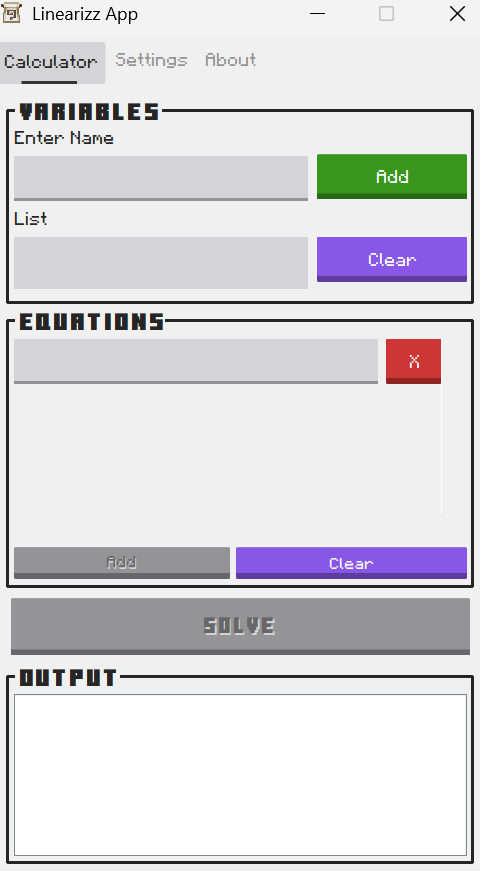 Linearizz App
Calculator Settings About
VARIABLES
Enter Name
Add
List
Clear
EQUATIONS
X
Add Clear
SOLVE
OUTPUT